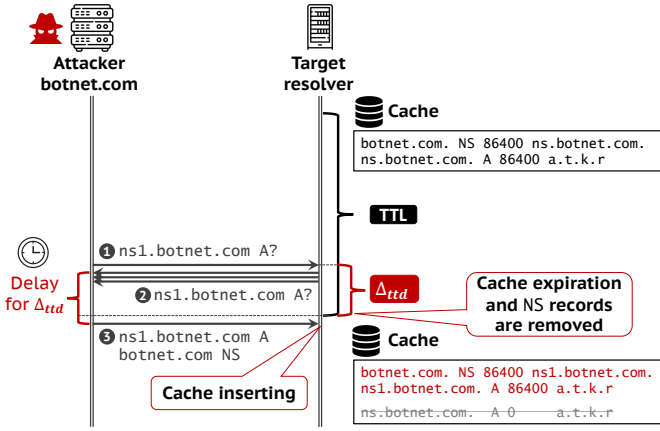 Attacker
botnet.com
Target
resolver
Cache
botnet.com. NS 86400 ns.botnet.com.
ns.botnet.com. A 86400 a.t.k.r
TTL
1 ns1.botnet.com A?
Delay
for Δttd
2 ns1.botnet.com A?
Δttd
Cache expiration
and NS records
are removed
3 ns1.botnet.com A
botnet.com NS
Cache inserting
Cache
botnet.com. NS 86400 ns1.botnet.com.
ns1.botnet.com. A 86400 a.t.k.r
ns.botnet.com. A 0 a.t.k.r